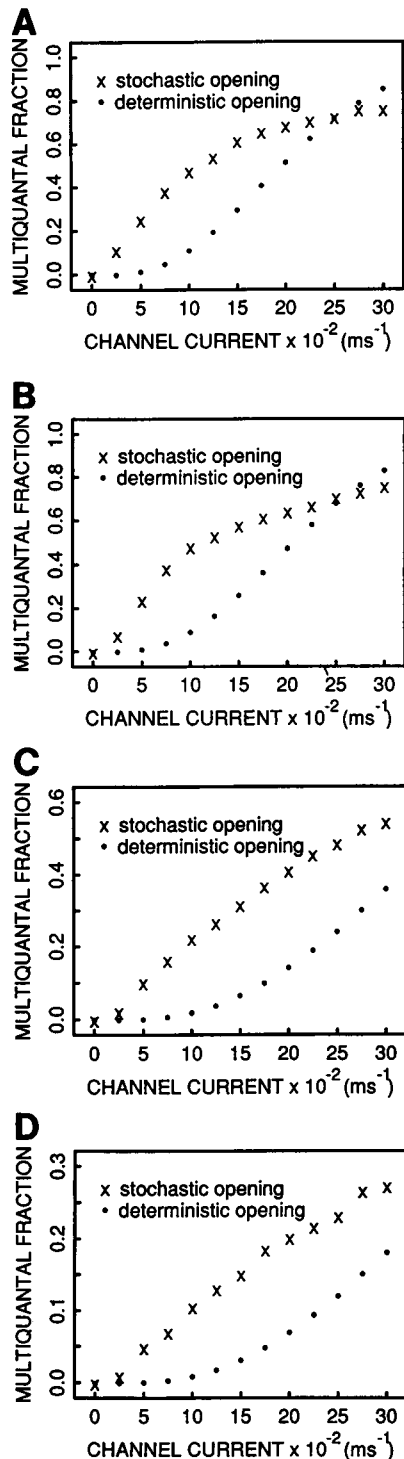 A
MULTIQUANTAL FRACTION
1.0
0.8
0.6
0.4
0.2
0.0
x stochastic opening
• deterministic opening
0 5 10 15 20 25 30
CHANNEL CURRENT x 10-2 (ms-1)
B
MULTIQUANTAL FRACTION
1.0
0.8
0.6
0.4
0.2
0.0
x stochastic opening
• deterministic opening
0 5 10 15 20 25 30
CHANNEL CURRENT x 10-2 (ms-1)
C
MULTIQUANTAL FRACTION
0.6
0.4
0.2
0.0
x stochastic opening
• deterministic opening
0 5 10 15 20 25 30
CHANNEL CURRENT x 10-2 (ms-1)
D
MULTIQUANTAL FRACTION
0.3
0.2
0.1
0.0
x stochastic opening
• deterministic opening
0 5 10 15 20 25 30
CHANNEL CURRENT x 10-2 (ms-1)